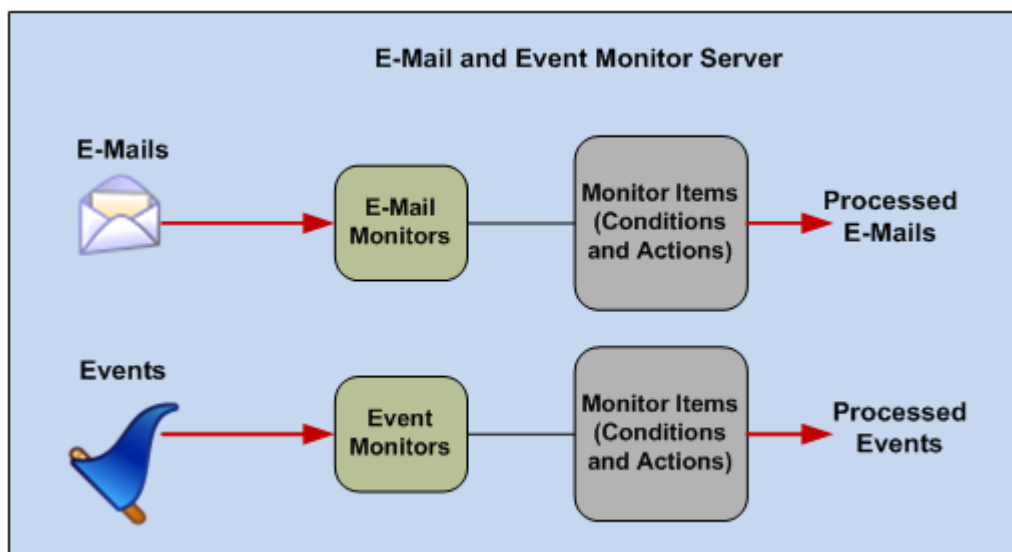 E-Mail and Event Monitor Server
E-Mails
E-Mail
Monitors
Monitor Items
(Conditions
and Actions)
Processed
E-Mails
Events
Event
Monitors
Monitor Items
(Conditions
and Actions)
Processed
Events